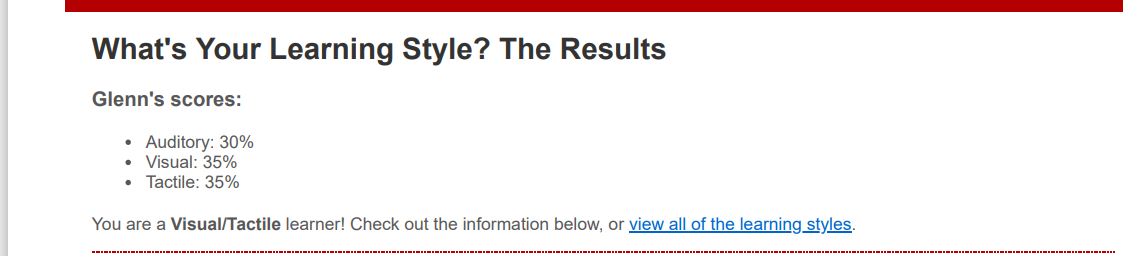 What's Your Learning Style? The Results
Glenn's scores:
• Auditory: 30%
• Visual: 35%
• Tactile: 35%
You are a Visual/Tactile learner! Check out the information below, or view all of the learning styles.